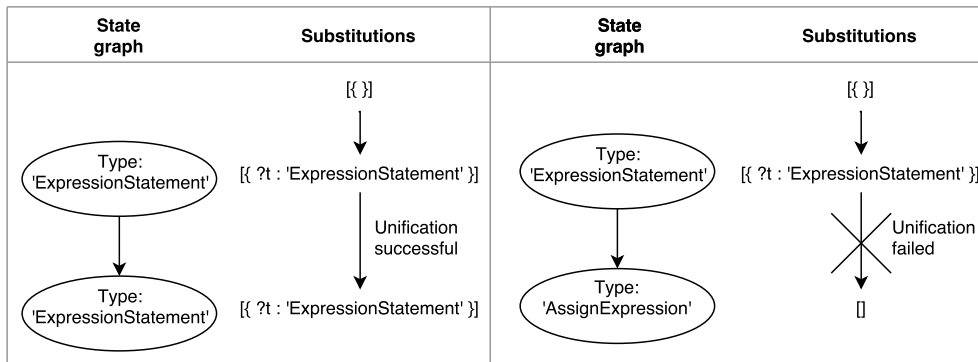 State
graph
Substitutions
[{ }]
Type:
'ExpressionStatement'
[{ ?t : 'ExpressionStatement' }]
Unification
successful
Type:
'ExpressionStatement'
[{ ?t : 'ExpressionStatement' }]
State
graph
Substitutions
[{ }]
Type:
'ExpressionStatement'
[{ ?t : 'ExpressionStatement' }]
Unification
failed
Type:
'AssignExpression'
[]